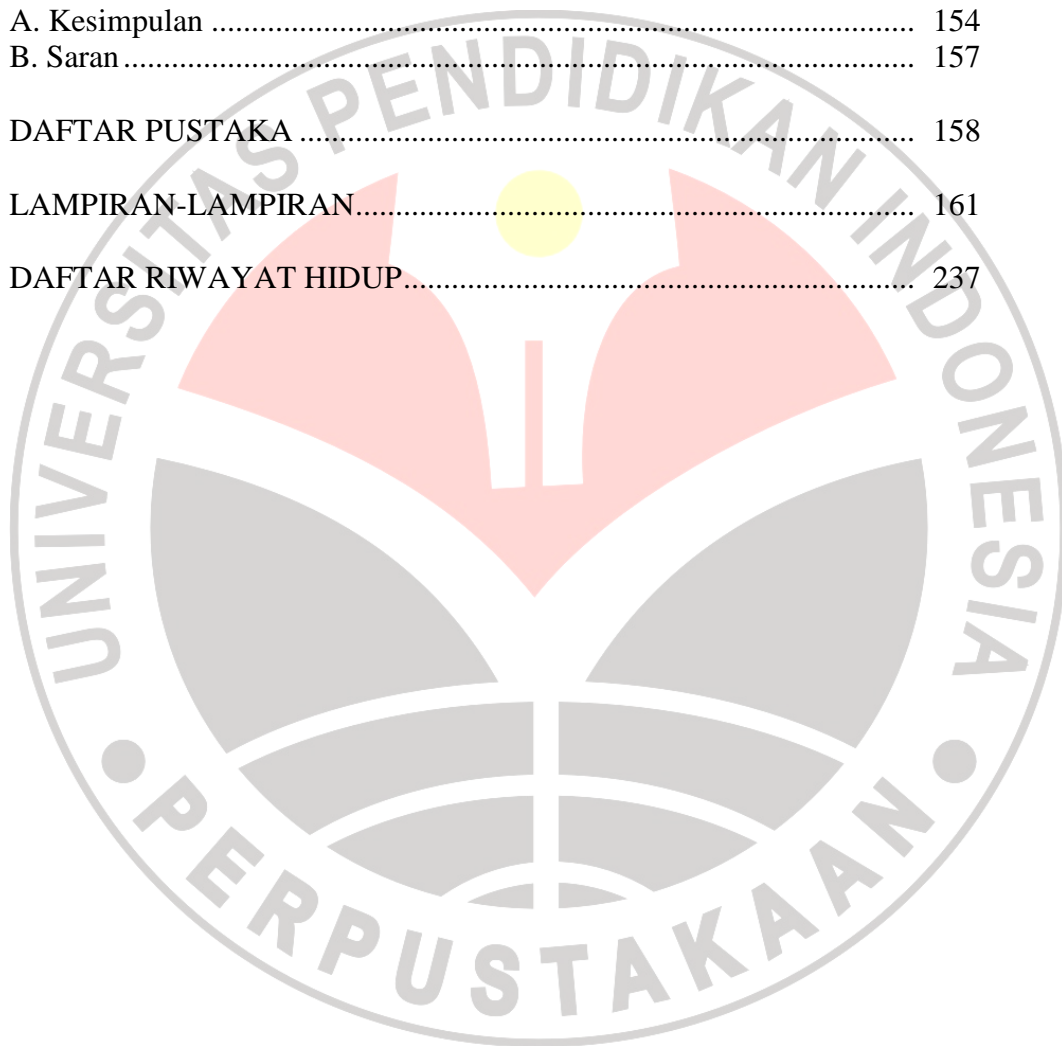 A. Kesimpulan ................................................................................................................ 154
B. Saran .............................................................................................................................. 157
DAFTAR PUSTAKA .................................................................................................. 158
LAMPIRAN-LAMPIRAN ......................................................................................... 161
DAFTAR RIWAYAT HIDUP ................................................................................. 237
UNIVERSITAS PENDIDIKAN INDONESIA
PERPUSTAKAAN